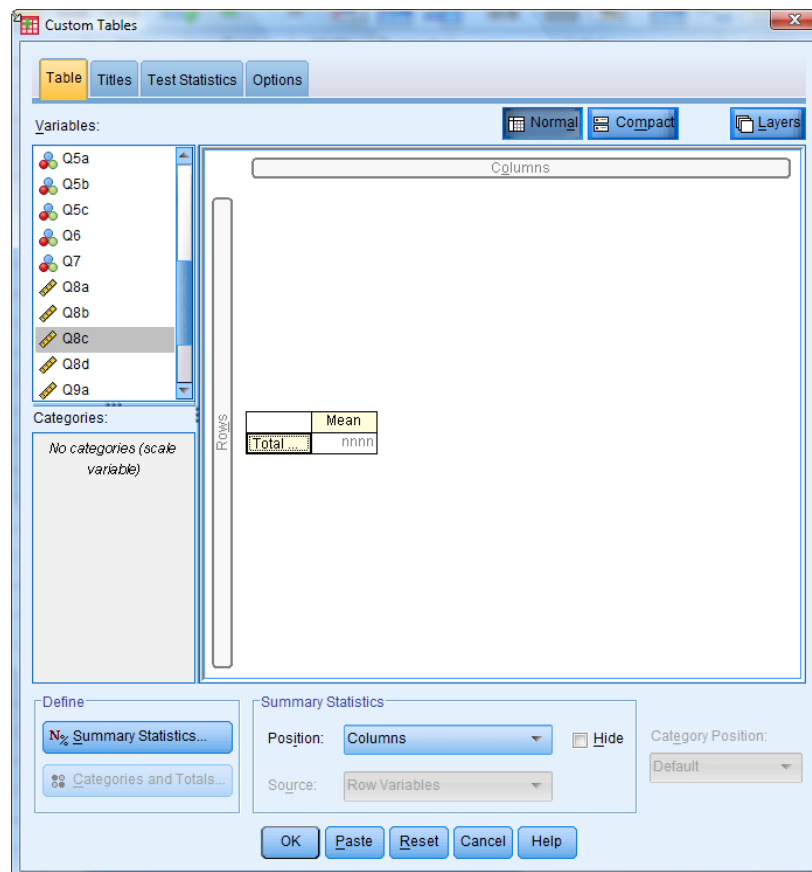 Custom Tables
Table Titles Test Statistics Options
Variables:
Normal Compact Layers
Q5a
Q5b
Q5c
Q6
Q7
Q8a
Q8b
Q8c
Q8d
Q9a
Columns
Rows
Mean
Total ... nnnn
Categories:
No categories (scale
variable)
Define
N% Summary Statistics...
Categories and Totals...
Summary Statistics
Position: Columns Hide
Source: Row Variables
Category Position:
Default
OK Paste Reset Cancel Help